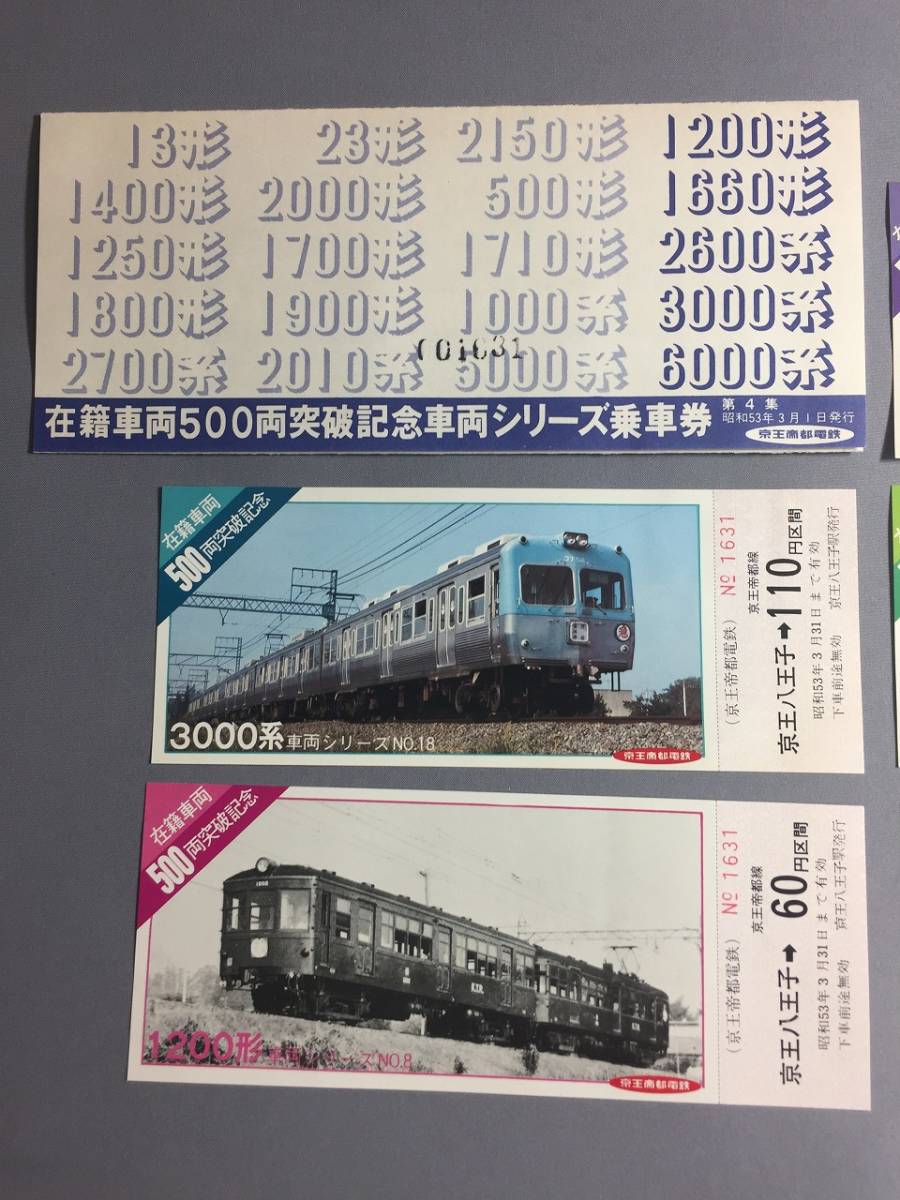 13形 23形 2150形 1200形
1400形 2000形 500形 1660形
1250形 1700形 1710形 2600系
1800形 1900形 1000系 3000系
2700系 2010系 5000系 6000系
001631
在籍車両500両突破記念車両シリーズ乗車券
第4集
昭和53年3月1日発行
京王帝都電鉄
在籍車両
500両突破記念
3000系車両シリーズNO.18
京王帝都電鉄
(京王帝都電鉄) № 1631
京王帝都線
京王八王子➡110円区間
昭和53年3月31日まで有効
下車前途無効 京王八王子駅発行
在籍車両
500両突破記念
1200形車両シリーズNO.8
京王帝都電鉄
(京王帝都電鉄) № 1631
京王帝都線
京王八王子➡ 60円区間
昭和53年3月31日まで有効
下車前途無効 京王八王子駅発行